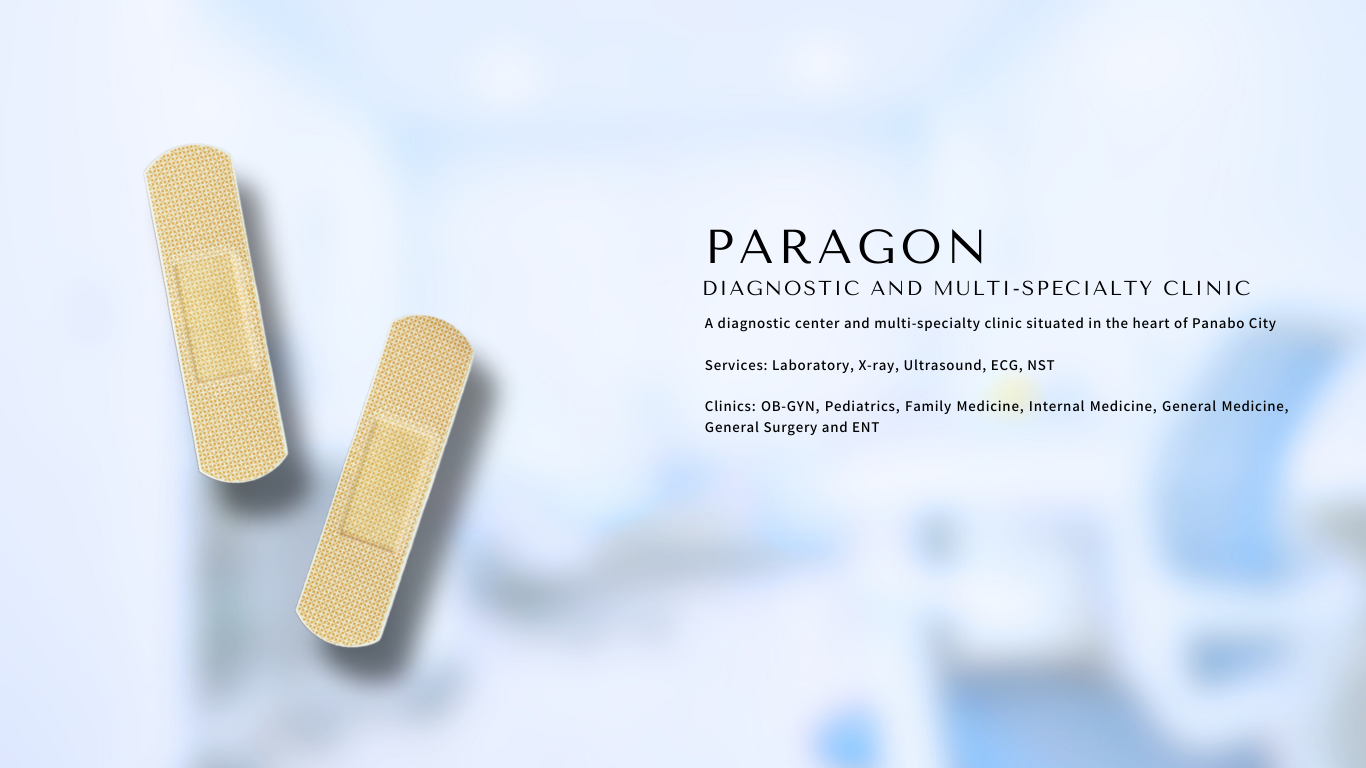 PARAGON
DIAGNOSTIC AND MULTI-SPECIALTY CLINIC
A diagnostic center and multi-specialty clinic situated in the heart of Panabo City
Services: Laboratory, X-ray, Ultrasound, ECG, NST
Clinics: OB-GYN, Pediatrics, Family Medicine, Internal Medicine, General Medicine,
General Surgery and ENT